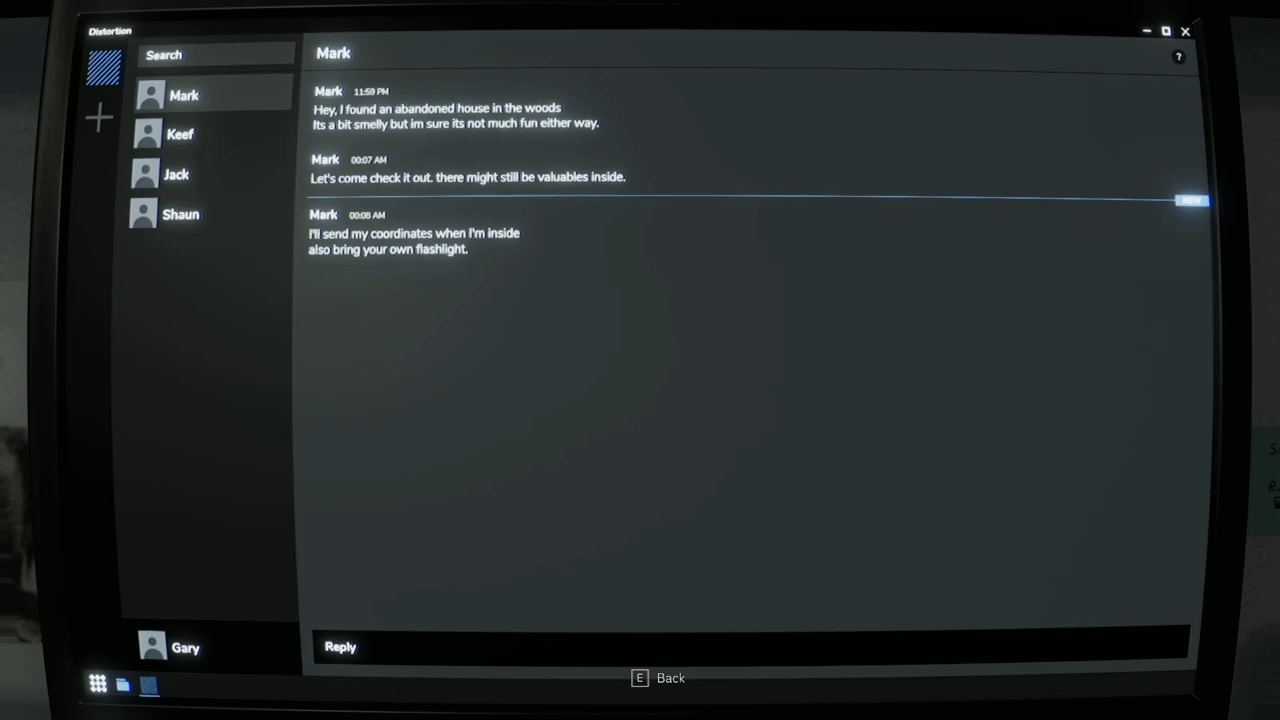 Distortion
Search
Mark
Keef
Jack
Shaun
Gary
Mark
?
Mark 11:59 PM
Hey, I found an abandoned house in the woods
Its a bit smelly but im sure its not much fun either way.
Mark 00:07 AM
Let's come check it out. there might still be valuables inside.
NEW
Mark 00:08 AM
I'll send my coordinates when I'm inside
also bring your own flashlight.
Reply
E Back